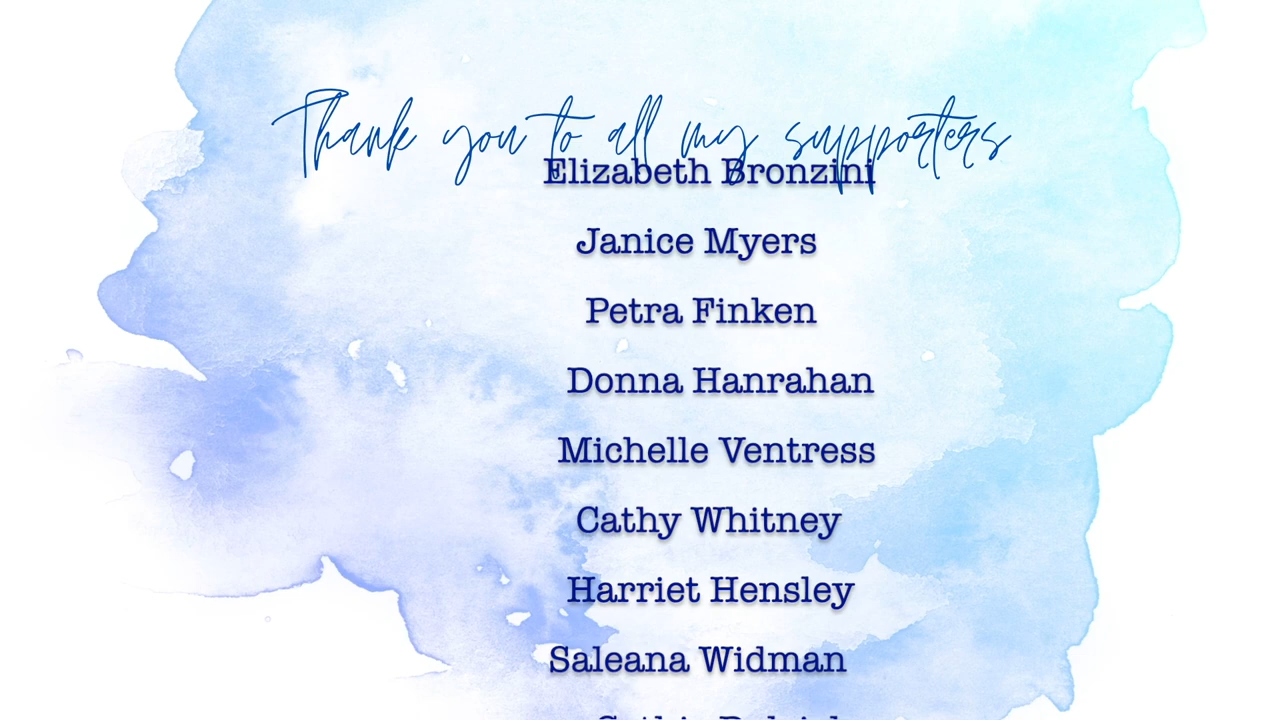 Thank you to all my supporters
Elizabeth Bronzini
Janice Myers
Petra Finken
Donna Hanrahan
Michelle Ventress
Cathy Whitney
Harriet Hensley
Saleana Widman